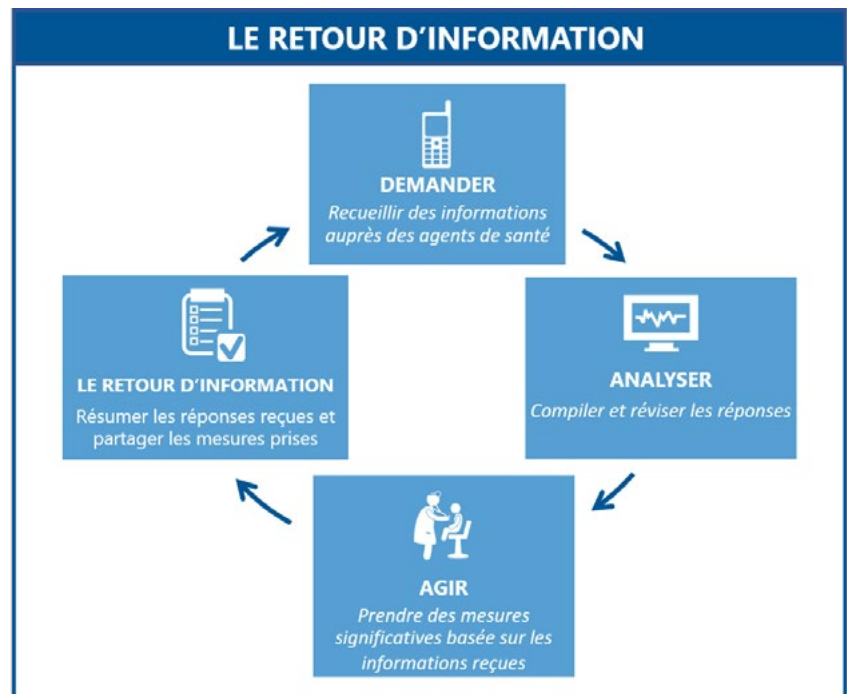 LE RETOUR D’INFORMATION
DEMANDER
Recueillir des informations
auprès des agents de santé
ANALYSER
Compiler et réviser les réponses
AGIR
Prendre des mesures
significatives basée sur les
informations reçues
LE RETOUR D’INFORMATION
Résumer les réponses reçues et
partager les mesures prises